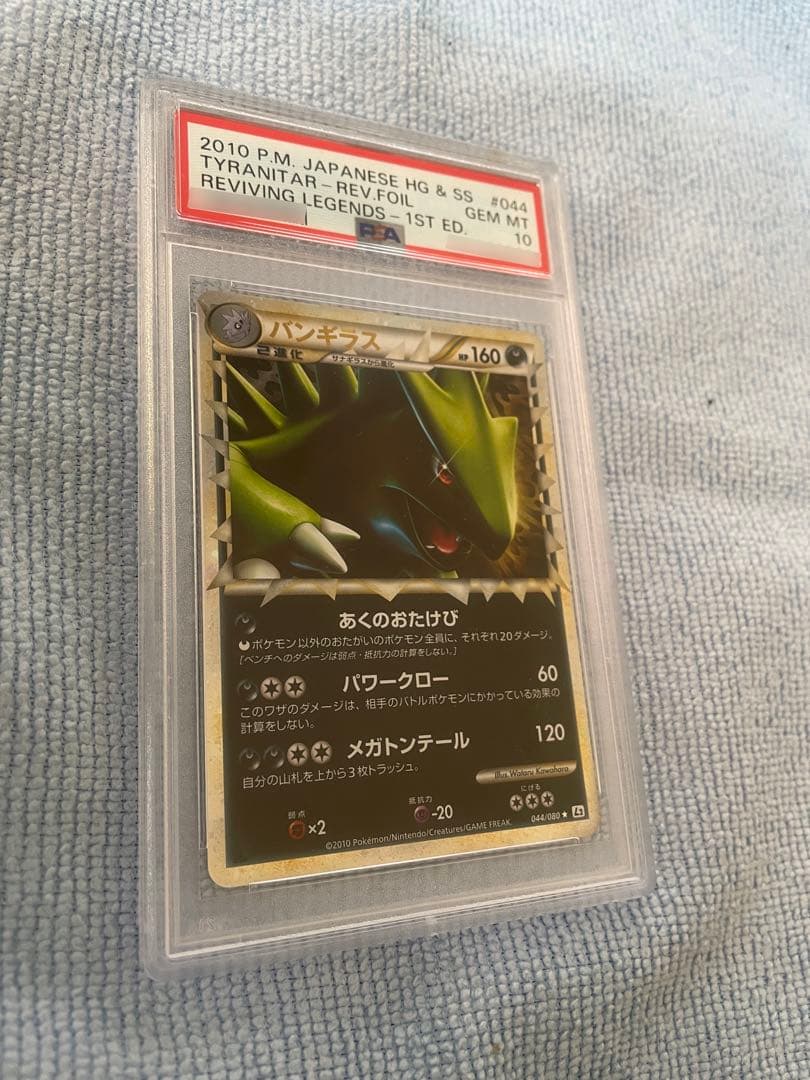 2010 P.M. JAPANESE HG & SS #044
TYRANITAR-REV.FOIL GEM MT
REVIVING LEGENDS-1ST ED. 10
PSA
バンギラス HP160
2進化 サナギラスから進化
あくのおたけび
ポケモン以外のおたがいのポケモン全員に、それぞれ20ダメージ。
[ベンチへのダメージは弱点・抵抗力の計算をしない。]
パワークロー 60
このワザのダメージは、相手のバトルポケモンにかかっている効果の
計算をしない。
メガトンテール 120
自分の山札を上から3枚トラッシュ。
Illus. Wataru Kawahara
弱点 抵抗力 にげる
×2 -20
044/080 ★ L2
©2010 Pokémon/Nintendo/Creatures/GAME FREAK.